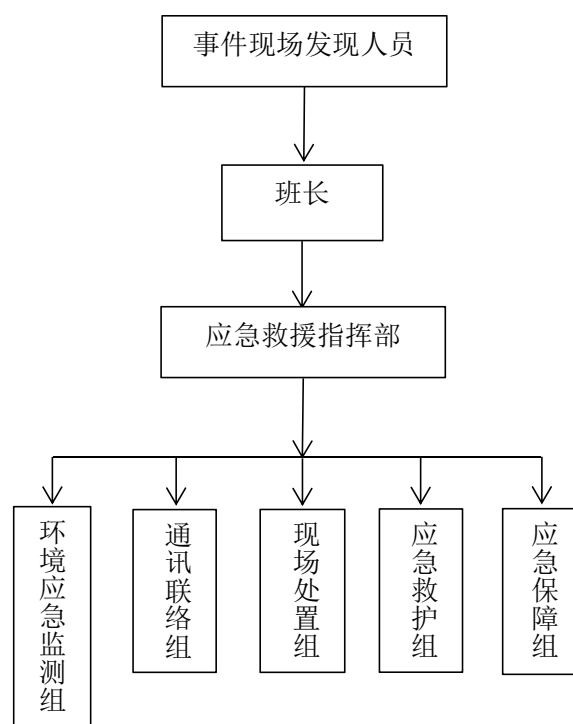 事件现场发现人员
班长
应急救援指挥部
环境应急监测组
通讯联络组
现场处置组
应急救护组
应急保障组